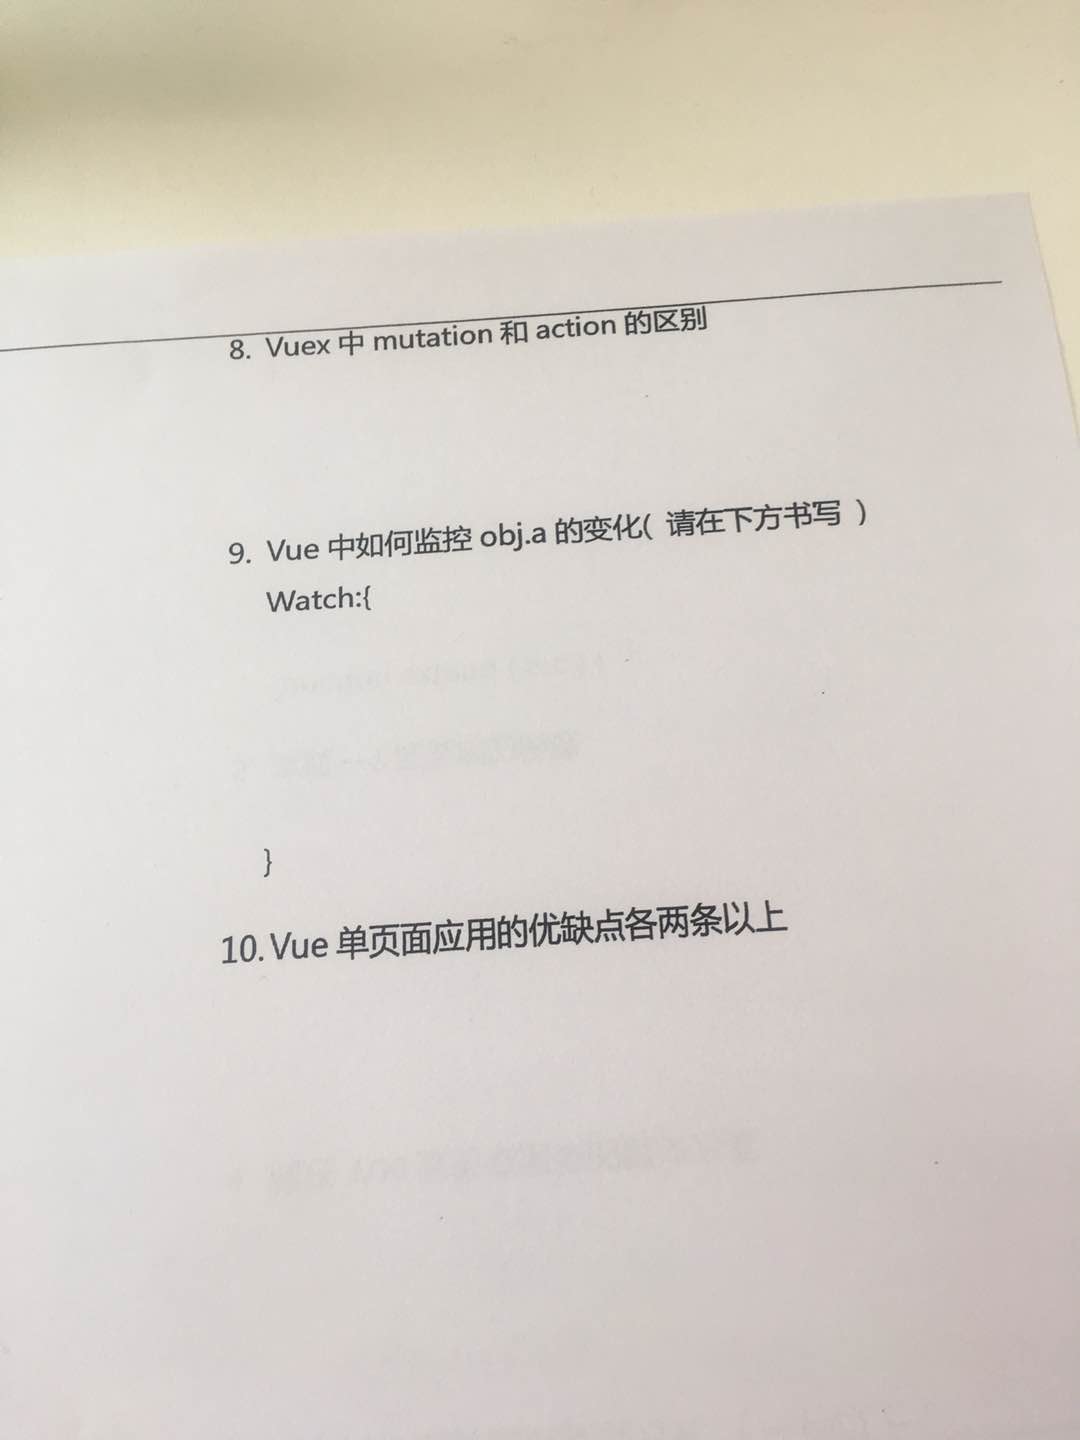 8. Vuex 中 mutation 和 action 的区别
9. Vue 中如何监控 obj.a 的变化( 请在下方书写 )
Watch:{
}
10. Vue 单页面应用的优缺点各两条以上